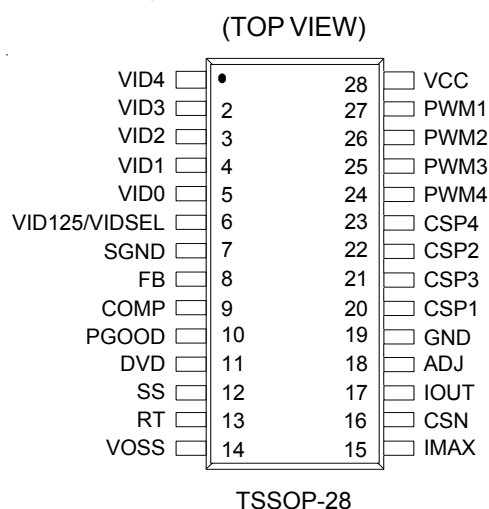 (TOP VIEW)
VID4 28 VCC
VID3 2 27 PWM1
VID2 3 26 PWM2
VID1 4 25 PWM3
VID0 5 24 PWM4
VID125/VIDSEL 6 23 CSP4
SGND 7 22 CSP2
FB 8 21 CSP3
COMP 9 20 CSP1
PGOOD 10 19 GND
DVD 11 18 ADJ
SS 12 17 IOUT
RT 13 16 CSN
VOSS 14 15 IMAX
TSSOP-28